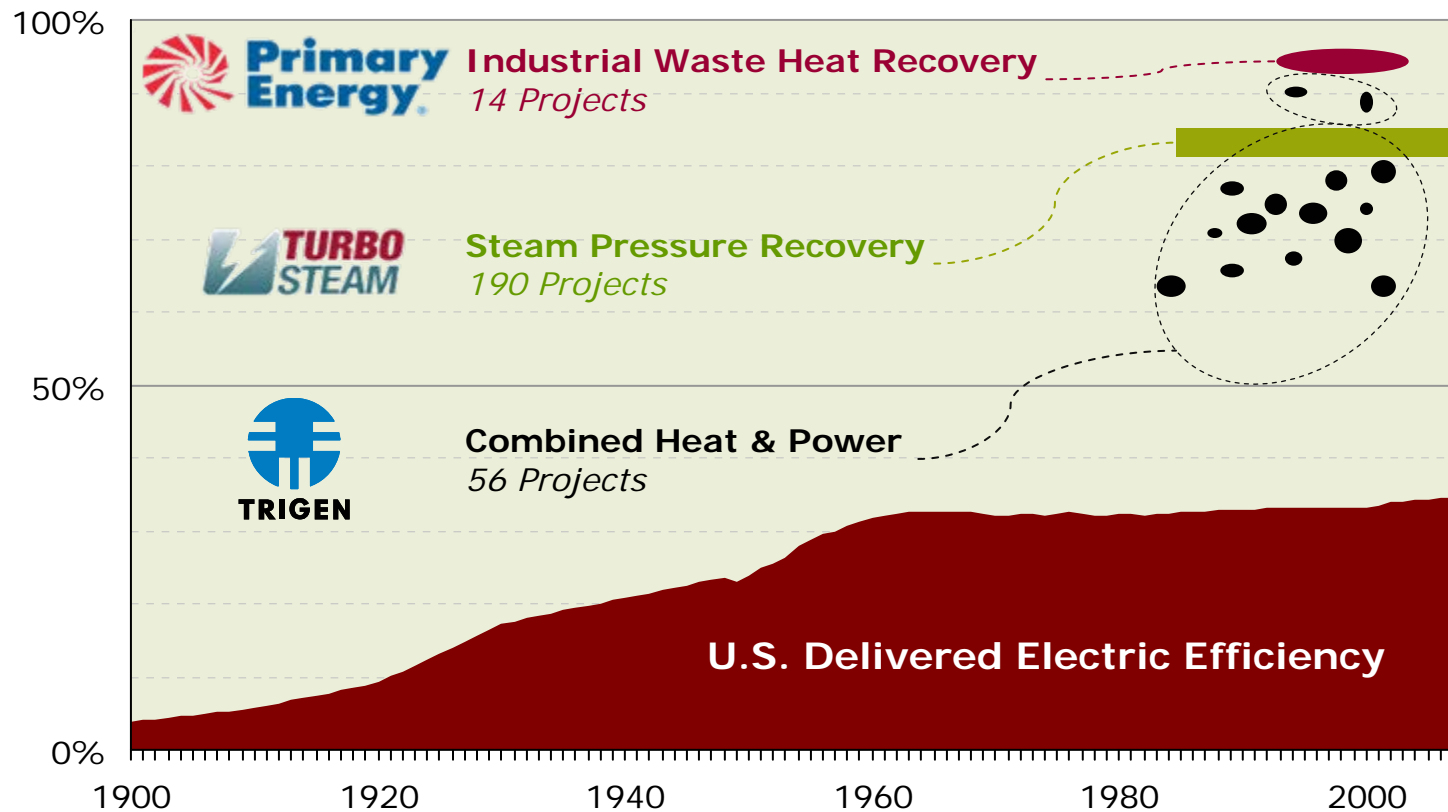 100%
Primary
Energy®
Industrial Waste Heat Recovery
14 Projects
TURBO
STEAM
Steam Pressure Recovery
190 Projects
50%
TRIGEN
Combined Heat & Power
56 Projects
U.S. Delivered Electric Efficiency
0%
1900 1920 1940 1960 1980 2000